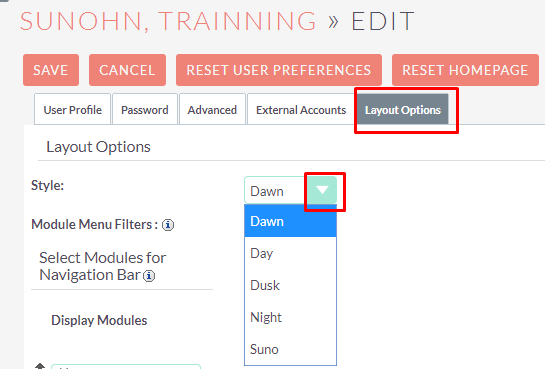 SUNOHN, TRAINNING » EDIT
SAVE CANCEL RESET USER PREFERENCES RESET HOMEPAGE
User Profile Password Advanced External Accounts Layout Options
Layout Options
Style: Dawn
Dawn
Module Menu Filters :
Day
Select Modules for
Navigation Bar
Dusk
Display Modules
Night
Suno